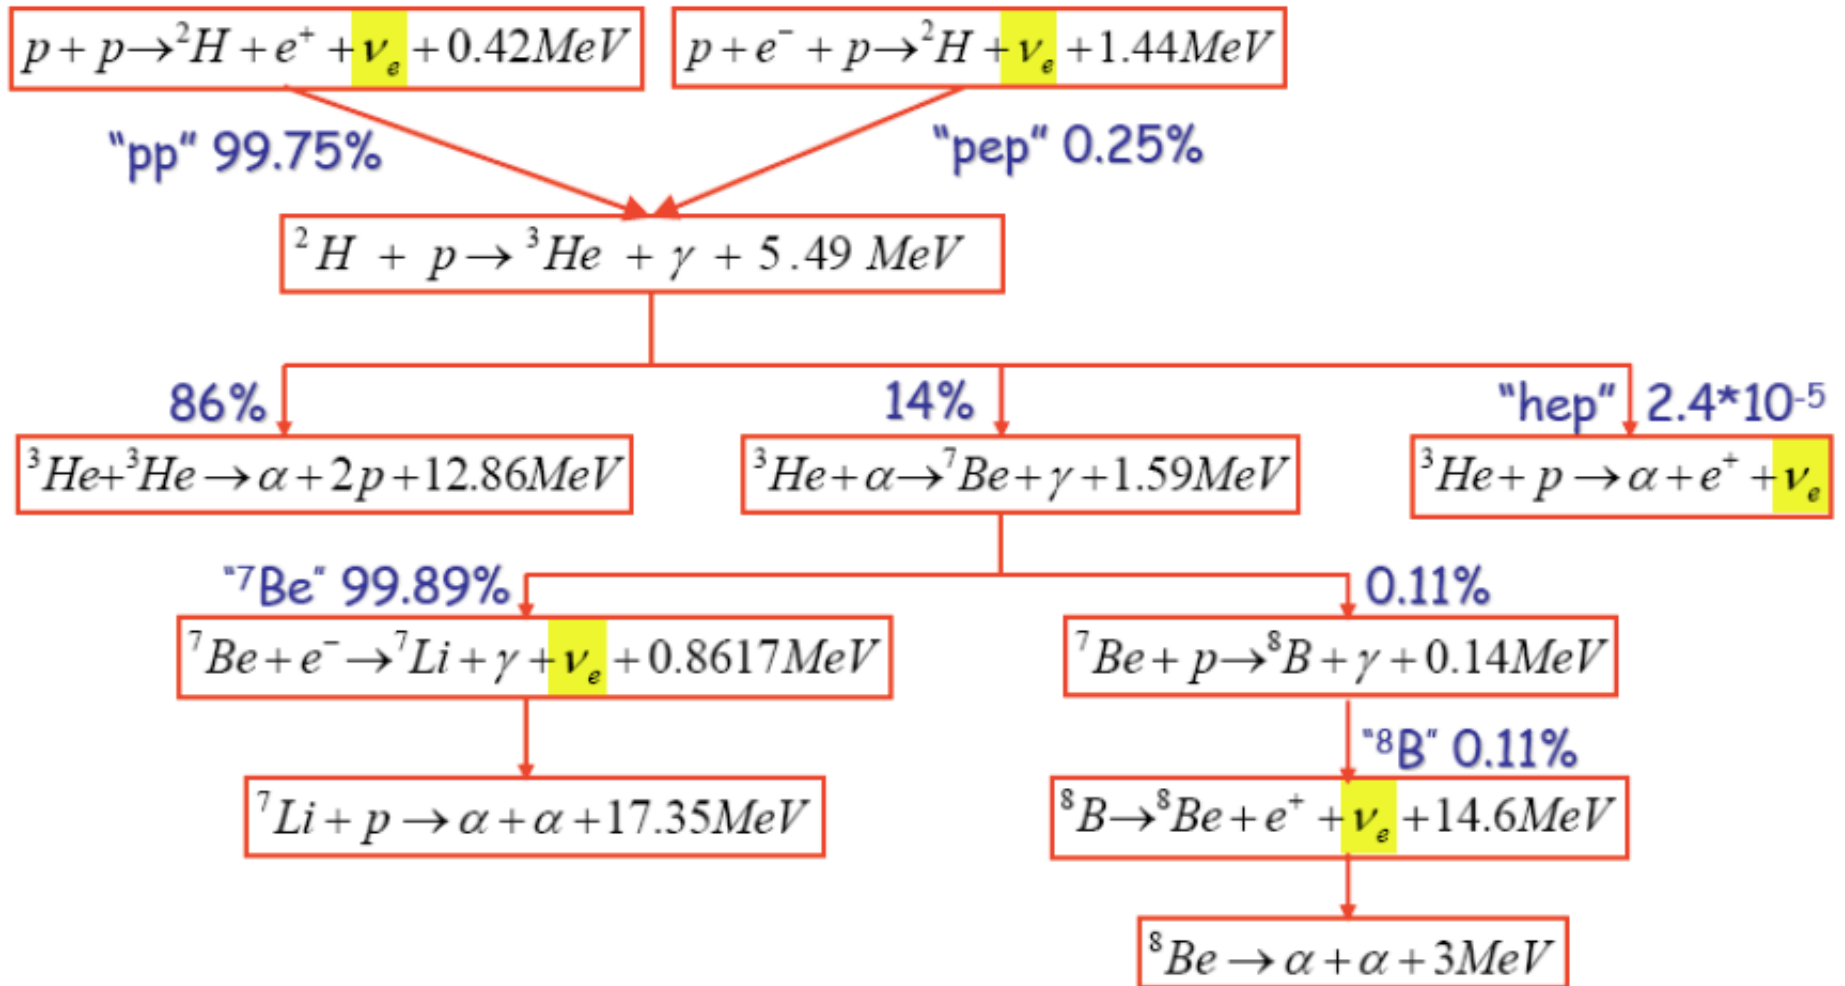 p + p→²H + e⁺ + νₑ + 0.42MeV
p + e⁻ + p→²H + νₑ + 1.44MeV
“pp” 99.75%
“pep” 0.25%
²H + p → ³He + γ + 5.49 MeV
86%
14%
“hep” 2.4*10⁻⁵
³He+³He → α + 2p + 12.86MeV
³He + α→⁷Be + γ + 1.59MeV
³He + p → α + e⁺ + νₑ
“⁷Be” 99.89%
0.11%
⁷Be + e⁻ →⁷Li + γ + νₑ + 0.8617MeV
⁷Be + p→⁸B + γ + 0.14MeV
“⁸B” 0.11%
⁷Li + p → α + α + 17.35MeV
⁸B→⁸Be + e⁺ + νₑ + 14.6MeV
⁸Be → α + α + 3MeV